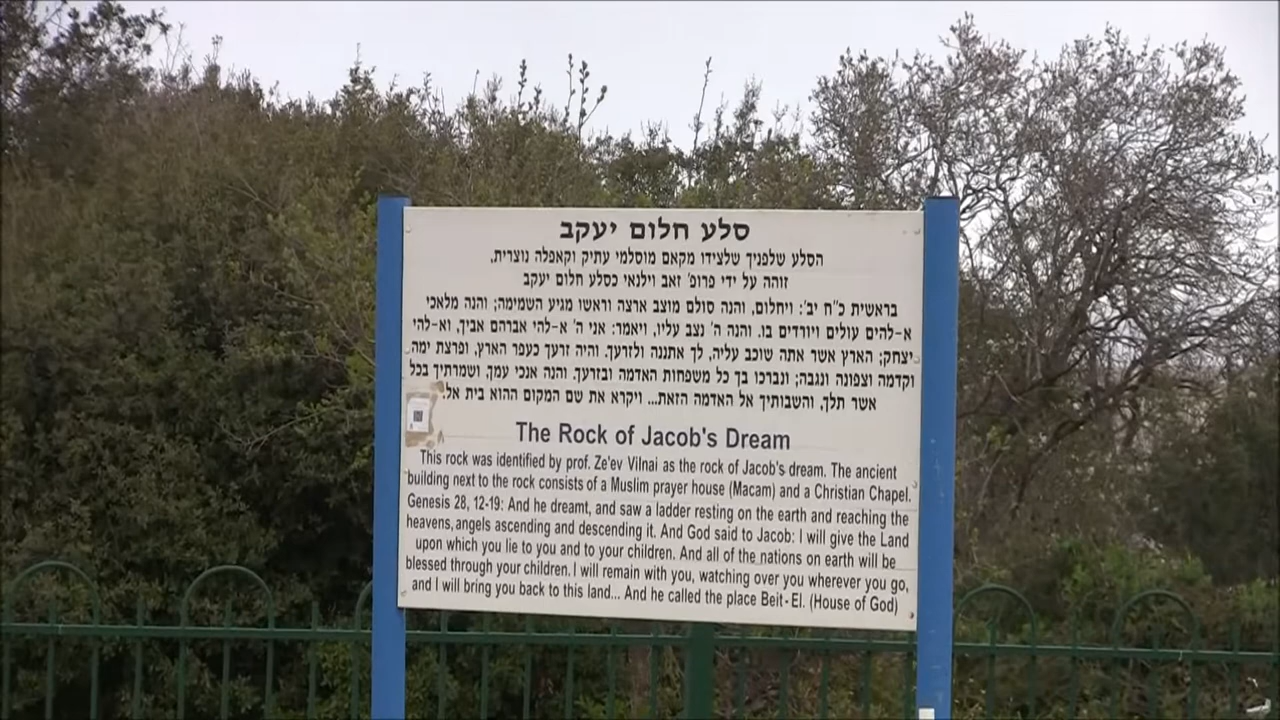 סלע חלום יעקב
הסלע שלפניך שלצידו מקאם מוסלמי עתיק וקאפלה נוצרית,
זוהה על ידי פרופ' זאב וילנאי כסלע חלום יעקב
בראשית כ"ח יב': ויחלום, והנה סולם מוצב ארצה וראשו מגיע השמימה; והנה מלאכי
א-להים עולים ויורדים בו. והנה ה' נצב עליו, ויאמר: אני ה' א-להי אברהם אביך, וא-להי
יצחק; הארץ אשר אתה שוכב עליה, לך אתננה ולזרעך. והיה זרעך כעפר הארץ, ופרצת ימה
וקדמה וצפונה ונגבה; ונברכו בך כל משפחות האדמה ובזרעך. והנה אנכי עמך, ושמרתיך בכל
אשר תלך, והשבותיך אל האדמה הזאת... ויקרא את שם המקום ההוא בית אל.
The Rock of Jacob's Dream
This rock was identified by prof. Ze'ev Vilnai as the rock of Jacob's dream. The ancient
building next to the rock consists of a Muslim prayer house (Macam) and a Christian Chapel.
Genesis 28, 12-19: And he dreamt, and saw a ladder resting on the earth and reaching the
heavens, angels ascending and descending it. And God said to Jacob: I will give the Land
upon which you lie to you and to your children. And all of the nations on earth will be
blessed through your children. I will remain with you, watching over you wherever you go,
and I will bring you back to this land... And he called the place Beit-El. (House of God)